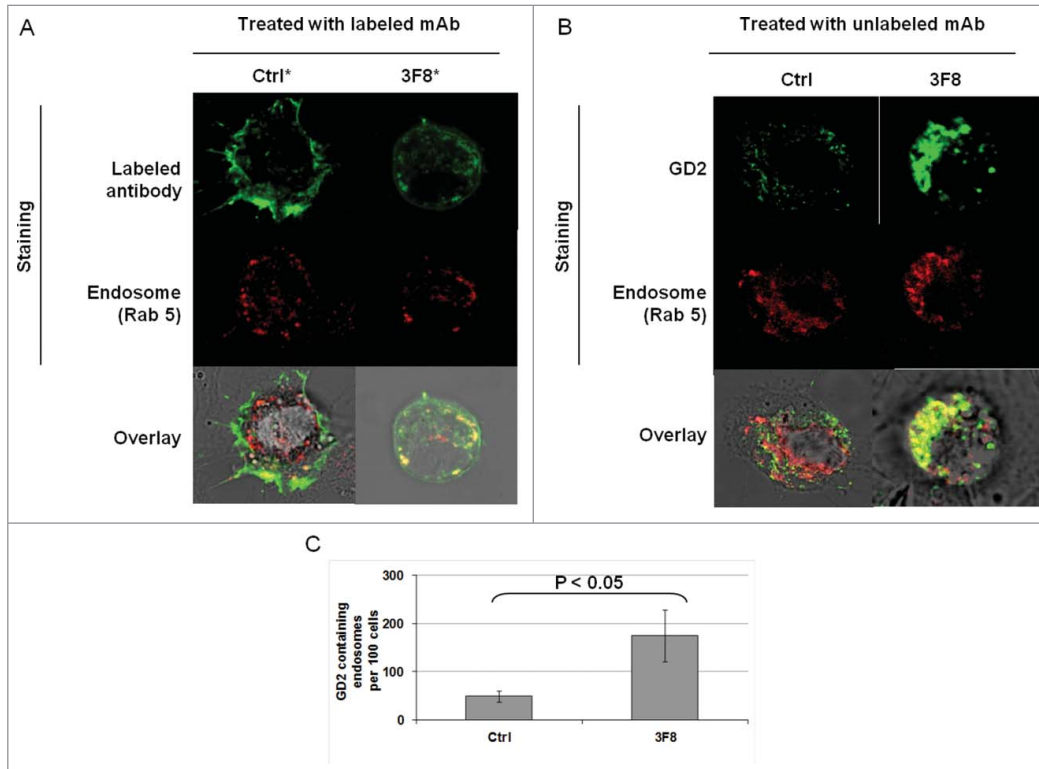 A
Treated with labeled mAb
Ctrl*
3F8*
Staining
Labeled
antibody
Endosome
(Rab 5)
Overlay
B
Treated with unlabeled mAb
Ctrl
3F8
Staining
GD2
Endosome
(Rab 5)
Overlay
C
GD2 containing
endosomes
per 100 cells
300
200
100
0
P < 0.05
Ctrl
3F8